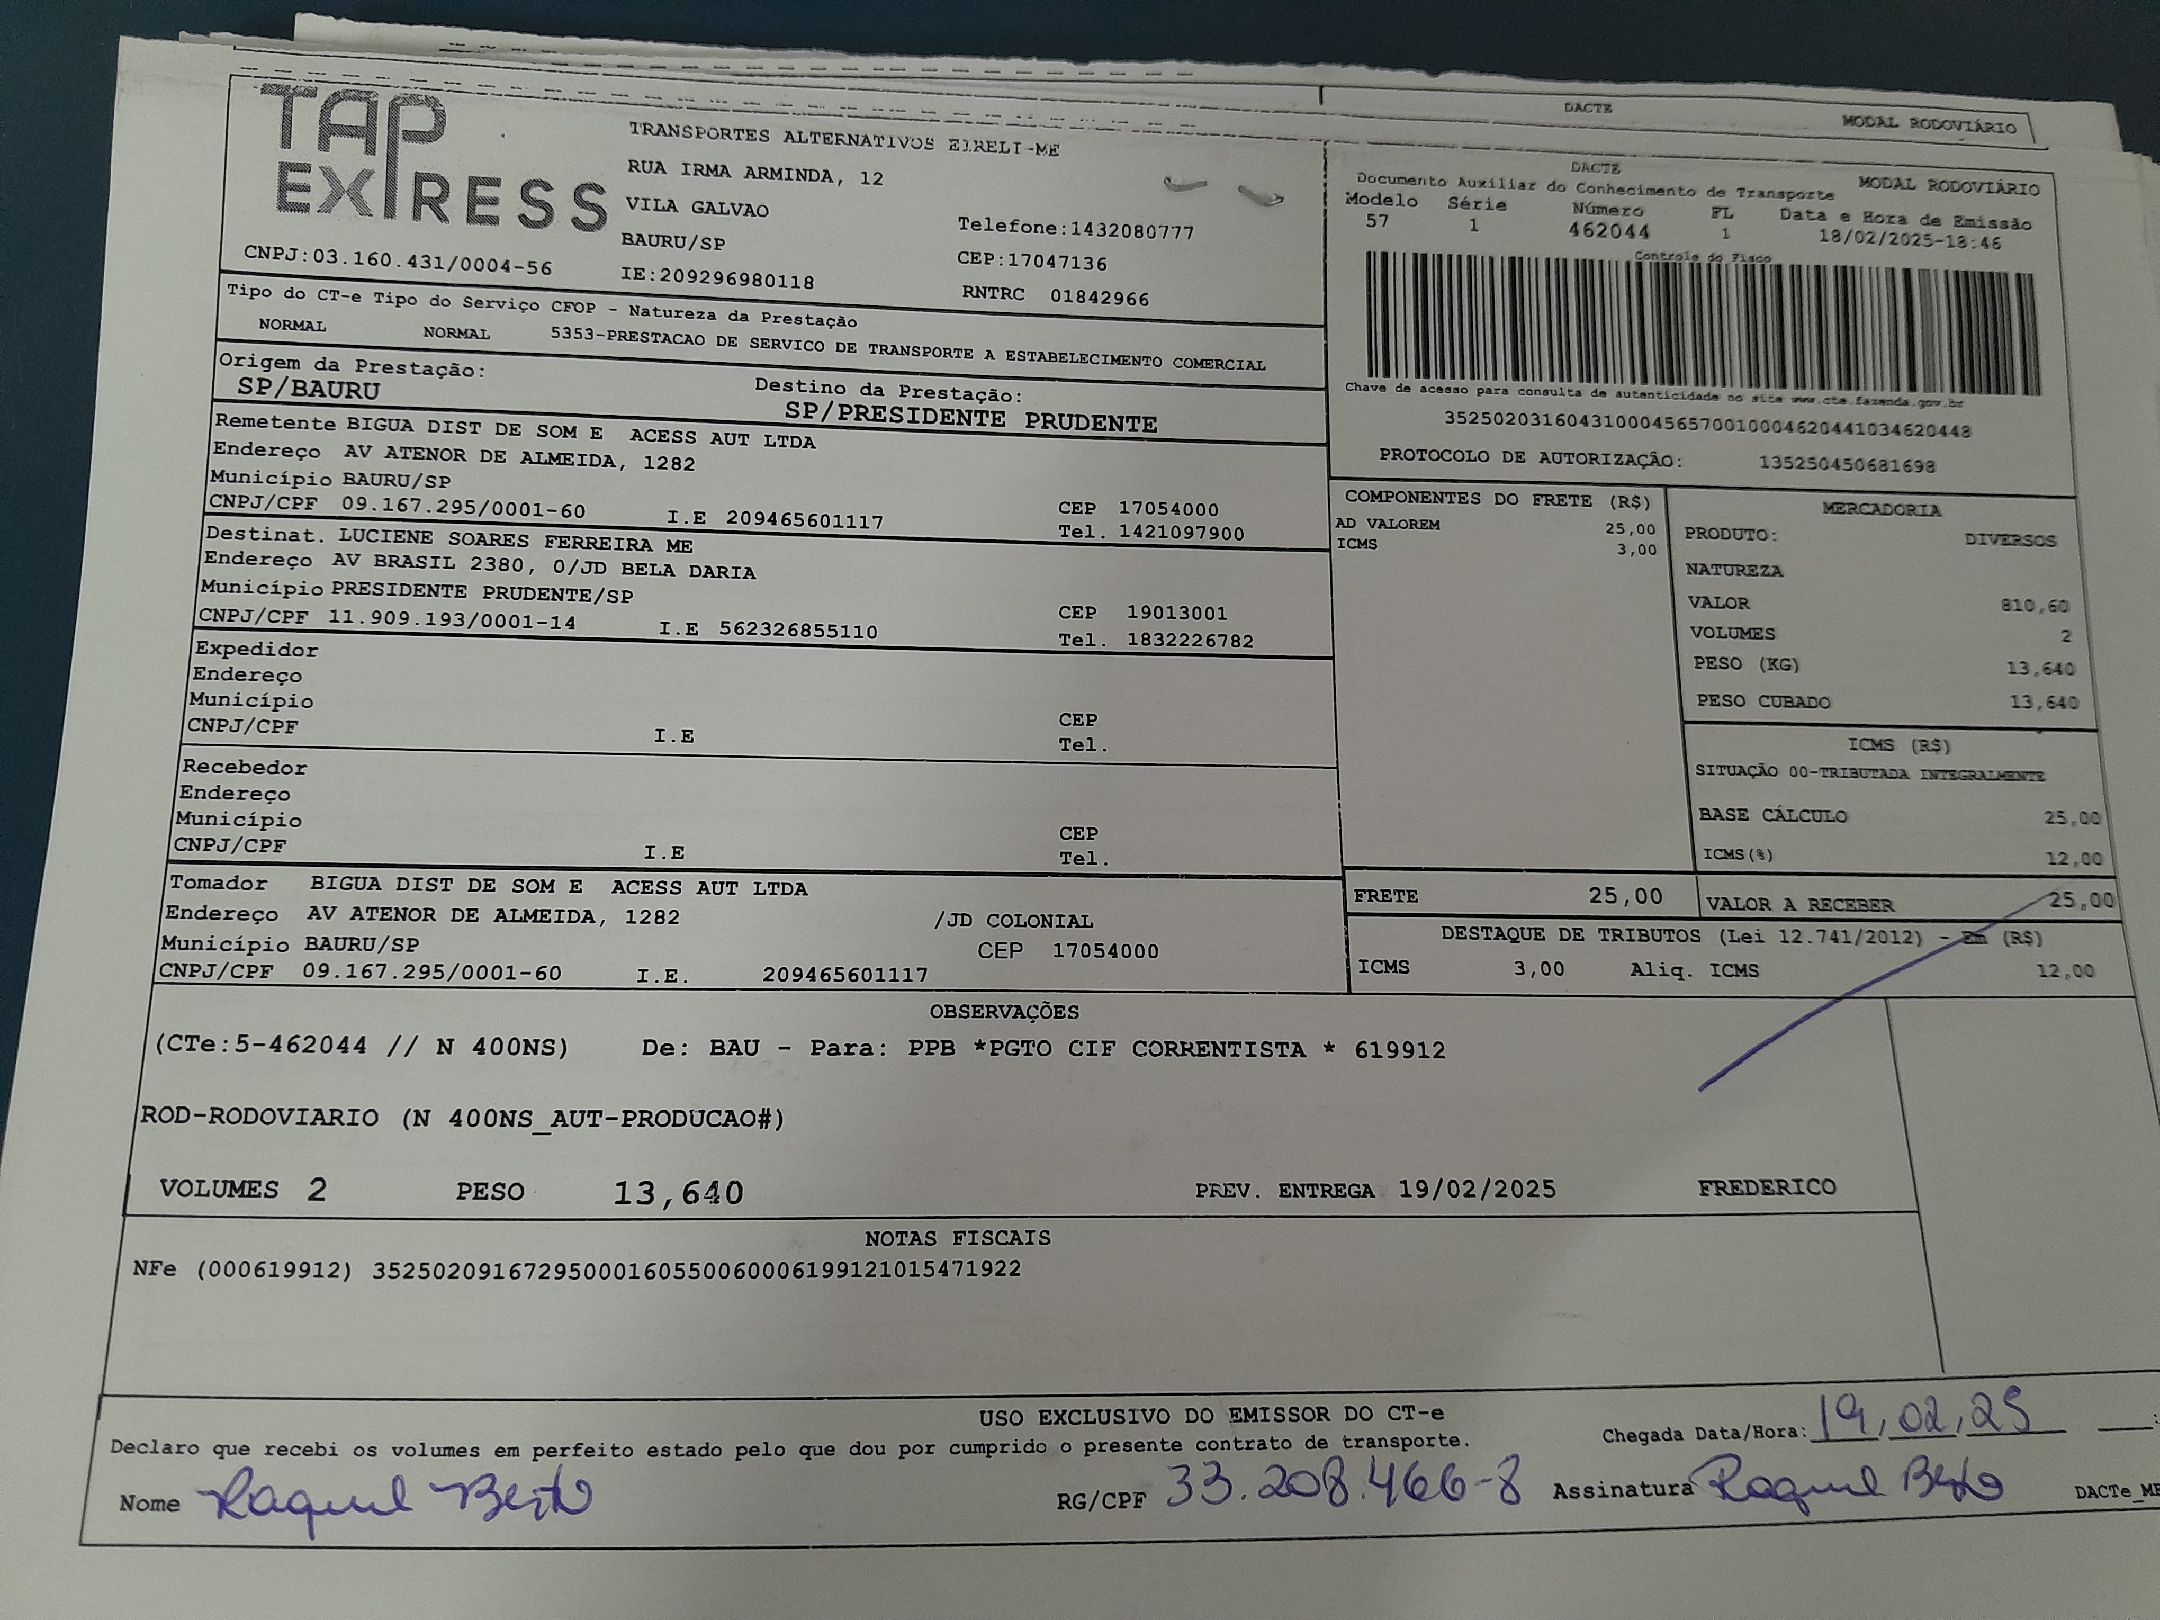 DACTE
MODAL RODOVIÁRIO
TAP
EXPRESS
CNPJ:03.160.431/0004-56
TRANSPORTES ALTERNATIVOS EIRELI-ME
RUA IRMA ARMINDA, 12
VILA GALVAO
BAURU/SP
IE:209296980118
Telefone:1432080777
CEP:17047136
RNTRC 01842966
DACTE
Documento Auxiliar do Conhecimento de Transporte MODAL RODOVIÁRIO
Modelo Série Número FL Data e Hora de Emissão
57 1 462044 1 18/02/2025-18:46
Controle do Fisco
Chave de acesso para consulta de autenticidade no site www.cte.fazenda.gov.br
35250203160431000456570010004620441034620448
PROTOCOLO DE AUTORIZAÇÃO: 135250450681698
Tipo do CT-e Tipo do Serviço CFOP - Natureza da Prestação
NORMAL NORMAL 5353-PRESTACAO DE SERVICO DE TRANSPORTE A ESTABELECIMENTO COMERCIAL
Origem da Prestação: Destino da Prestação:
SP/BAURU SP/PRESIDENTE PRUDENTE
Remetente BIGUA DIST DE SOM E ACESS AUT LTDA
Endereço AV ATENOR DE ALMEIDA, 1282
Município BAURU/SP CEP 17054000
CNPJ/CPF 09.167.295/0001-60 I.E 209465601117 Tel. 1421097900
Destinat. LUCIENE SOARES FERREIRA ME
Endereço AV BRASIL 2380, 0/JD BELA DARIA
Município PRESIDENTE PRUDENTE/SP CEP 19013001
CNPJ/CPF 11.909.193/0001-14 I.E 562326855110 Tel. 1832226782
Expedidor
Endereço
Município CEP
CNPJ/CPF I.E Tel.
Recebedor
Endereço
Município CEP
CNPJ/CPF I.E Tel.
Tomador BIGUA DIST DE SOM E ACESS AUT LTDA
Endereço AV ATENOR DE ALMEIDA, 1282 /JD COLONIAL
Município BAURU/SP CEP 17054000
CNPJ/CPF 09.167.295/0001-60 I.E. 209465601117
COMPONENTES DO FRETE (R$)
AD VALOREM 25,00
ICMS 3,00
MERCADORIA
PRODUTO: DIVERSOS
NATUREZA
VALOR 810,60
VOLUMES 2
PESO (KG) 13,640
PESO CUBADO 13,640
ICMS (R$)
SITUAÇÃO 00-TRIBUTADA INTEGRALMENTE
BASE CÁLCULO 25,00
ICMS(%) 12,00
FRETE 25,00 VALOR A RECEBER 25,00
DESTAQUE DE TRIBUTOS (Lei 12.741/2012) - Em (R$)
ICMS 3,00 Aliq. ICMS 12,00
OBSERVAÇÕES
(CTe:5-462044 // N 400NS) De: BAU - Para: PPB *PGTO CIF CORRENTISTA * 619912
ROD-RODOVIARIO (N 400NS_AUT-PRODUCAO#)
VOLUMES 2 PESO 13,640 PREV. ENTREGA 19/02/2025 FREDERICO
NOTAS FISCAIS
NFe (000619912) 35250209167295000160550060006199121015471922
USO EXCLUSIVO DO EMISSOR DO CT-e
Declaro que recebi os volumes em perfeito estado pelo que dou por cumprido o presente contrato de transporte. Chegada Data/Hora: 19,02,25 :
Nome Raquel Berto RG/CPF 33.208.466-8 Assinatura Raquel Berto DACTe_